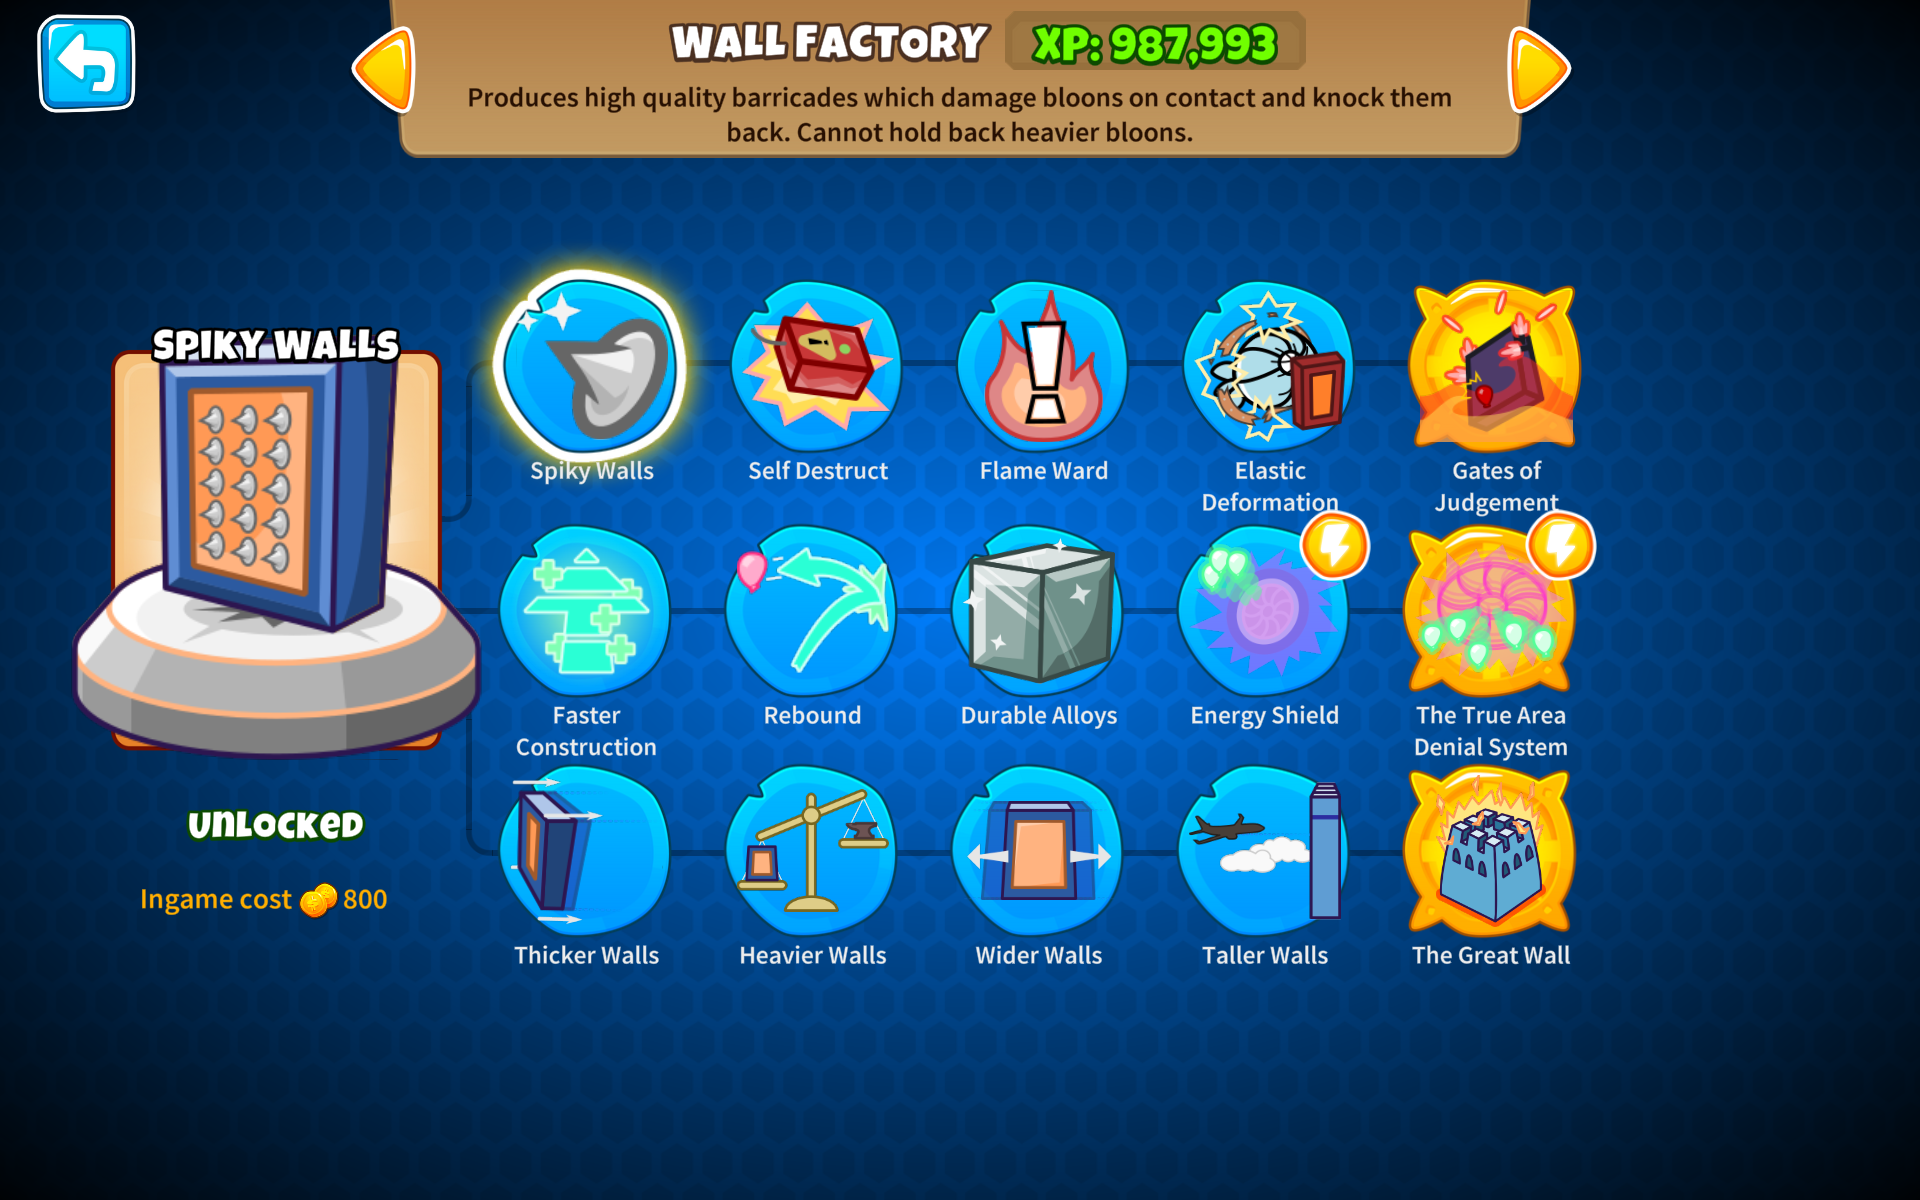 WALL FACTORY
XP: 987,993
Produces high quality barricades which damage bloons on contact and knock them
back. Cannot hold back heavier bloons.
SPIKY WALLS
UNLOCKED
Ingame cost 800
Spiky Walls
Self Destruct
Flame Ward
Elastic
Deformation
Gates of
Judgement
Faster
Construction
Rebound
Durable Alloys
Energy Shield
The True Area
Denial System
Thicker Walls
Heavier Walls
Wider Walls
Taller Walls
The Great Wall